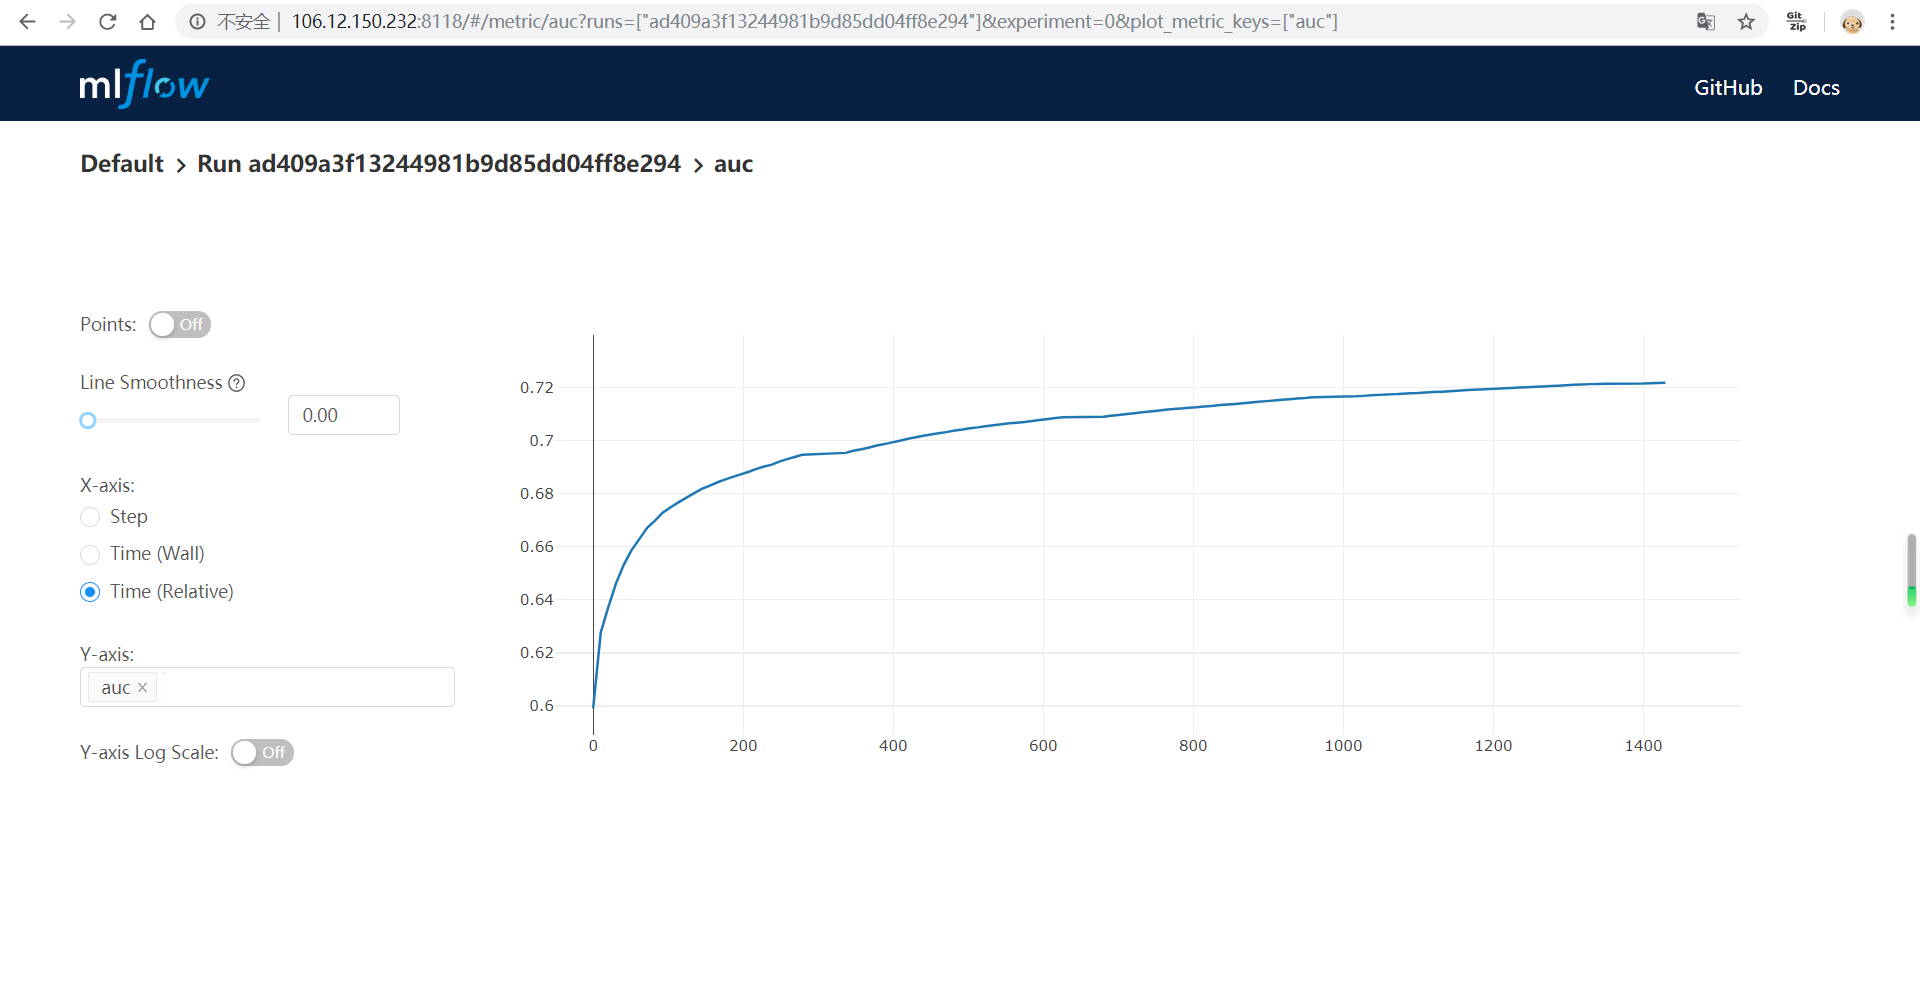 不安全 | 106.12.150.232:8118/#/metric/auc?runs=["ad409a3f13244981b9d85dd04ff8e294"]&experiment=0&plot_metric_keys=["auc"]
Git Zip
mlflow
GitHub Docs
Default > Run ad409a3f13244981b9d85dd04ff8e294 > auc
Points: Off
Line Smoothness ?
0.00
X-axis:
Step
Time (Wall)
Time (Relative)
Y-axis:
auc ×
Y-axis Log Scale: Off
0.72
0.7
0.68
0.66
0.64
0.62
0.6
0 200 400 600 800 1000 1200 1400